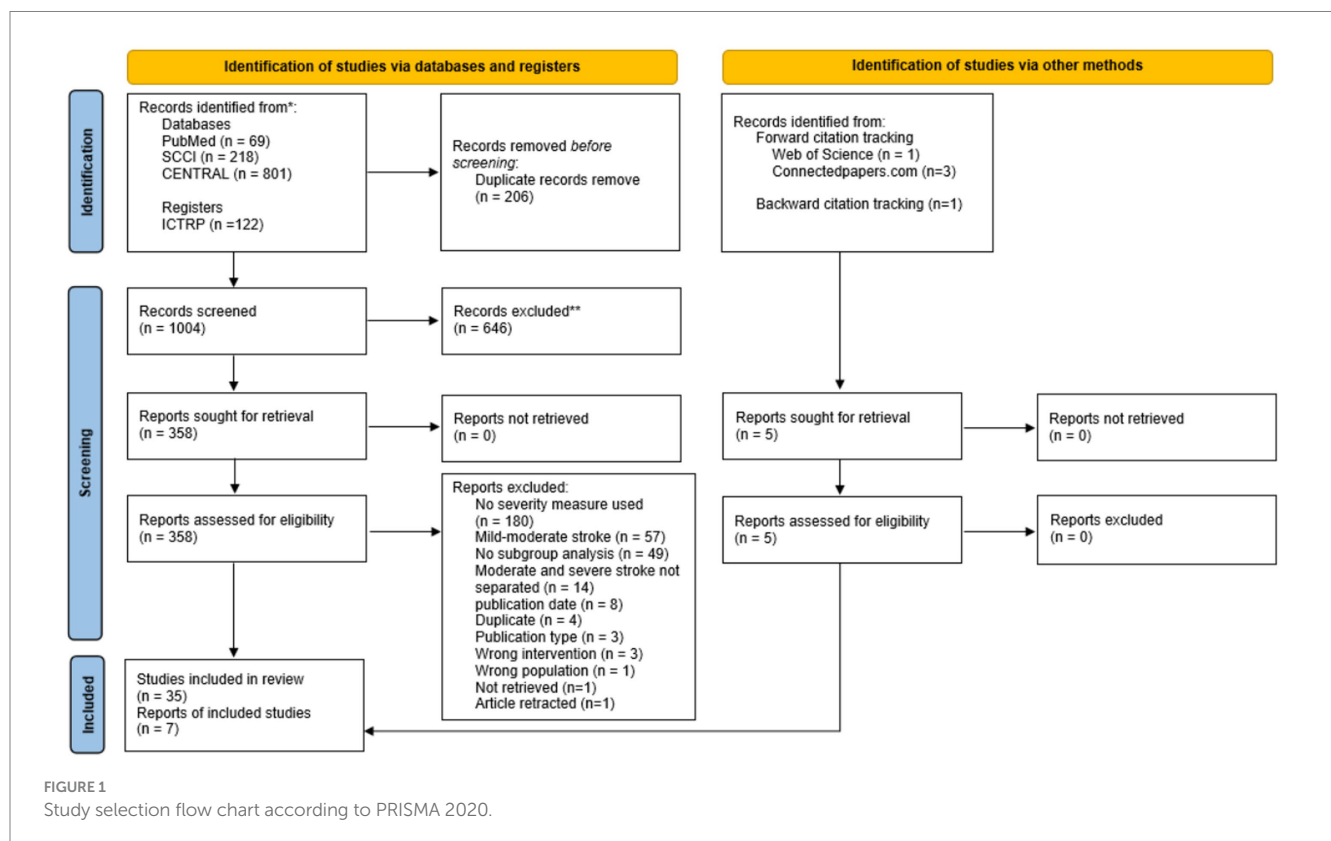 Identification of studies via databases and registers
Identification of studies via other methods
Identification
Records identified from*:
Databases
PubMed (n = 69)
SCCI (n = 218)
CENTRAL (n = 801)
Registers
ICTRP (n =122)
Records removed before
screening:
Duplicate records remove
(n = 206)
Records identified from:
Forward citation tracking
Web of Science (n = 1)
Connectedpapers.com (n=3)
Backward citation tracking (n=1)
Screening
Records screened
(n = 1004)
Records excluded**
(n = 646)
Reports sought for retrieval
(n = 358)
Reports not retrieved
(n = 0)
Reports sought for retrieval
(n = 5)
Reports not retrieved
(n = 0)
Reports assessed for eligibility
(n = 358)
Reports excluded:
No severity measure used
(n = 180)
Mild-moderate stroke (n = 57)
No subgroup analysis (n = 49)
Moderate and severe stroke not
separated (n = 14)
publication date (n = 8)
Duplicate (n = 4)
Publication type (n = 3)
Wrong intervention (n = 3)
Wrong population (n = 1)
Not retrieved (n=1)
Article retracted (n=1)
Reports assessed for eligibility
(n = 5)
Reports excluded
(n = 0)
Included
Studies included in review
(n = 35)
Reports of included studies
(n = 7)
FIGURE 1
Study selection flow chart according to PRISMA 2020.